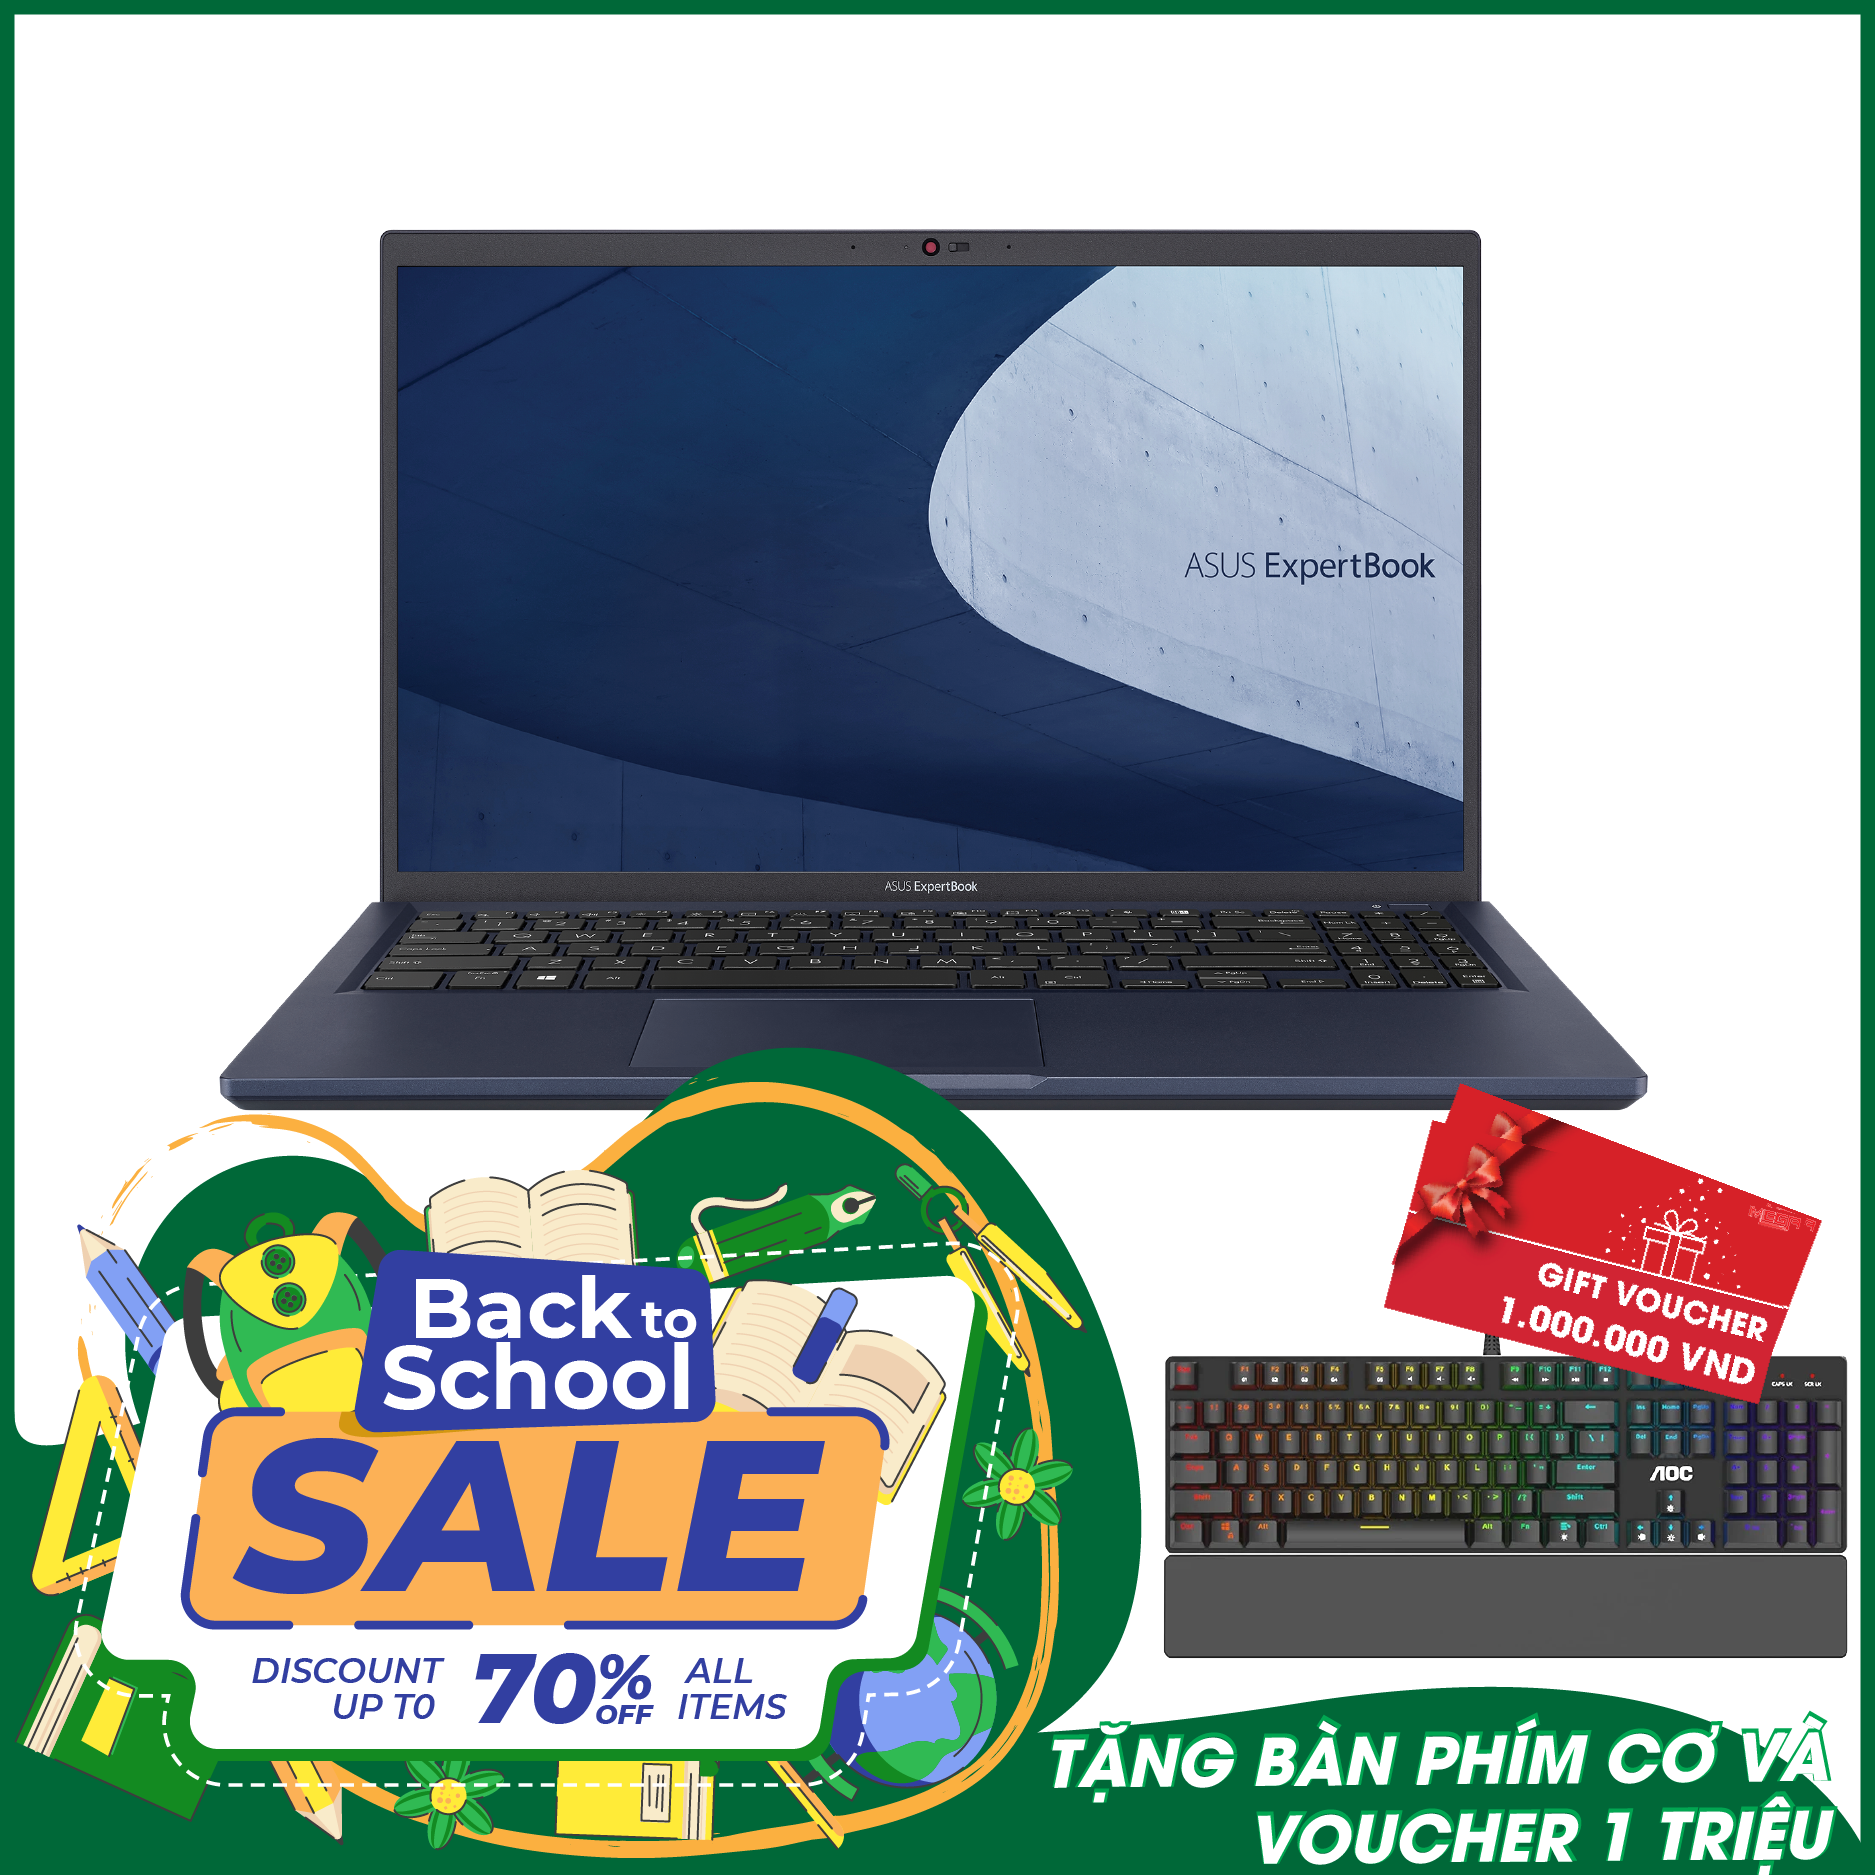 ASUS ExpertBook
ASUS ExpertBook
MEGA
GIFT VOUCHER
1.000.000 VND
AOC
Back to
School
SALE
DISCOUNT
UP TO
70%
OFF
ALL
ITEMS
TẶNG BÀN PHÍM CƠ VÀ
VOUCHER 1 TRIỆU